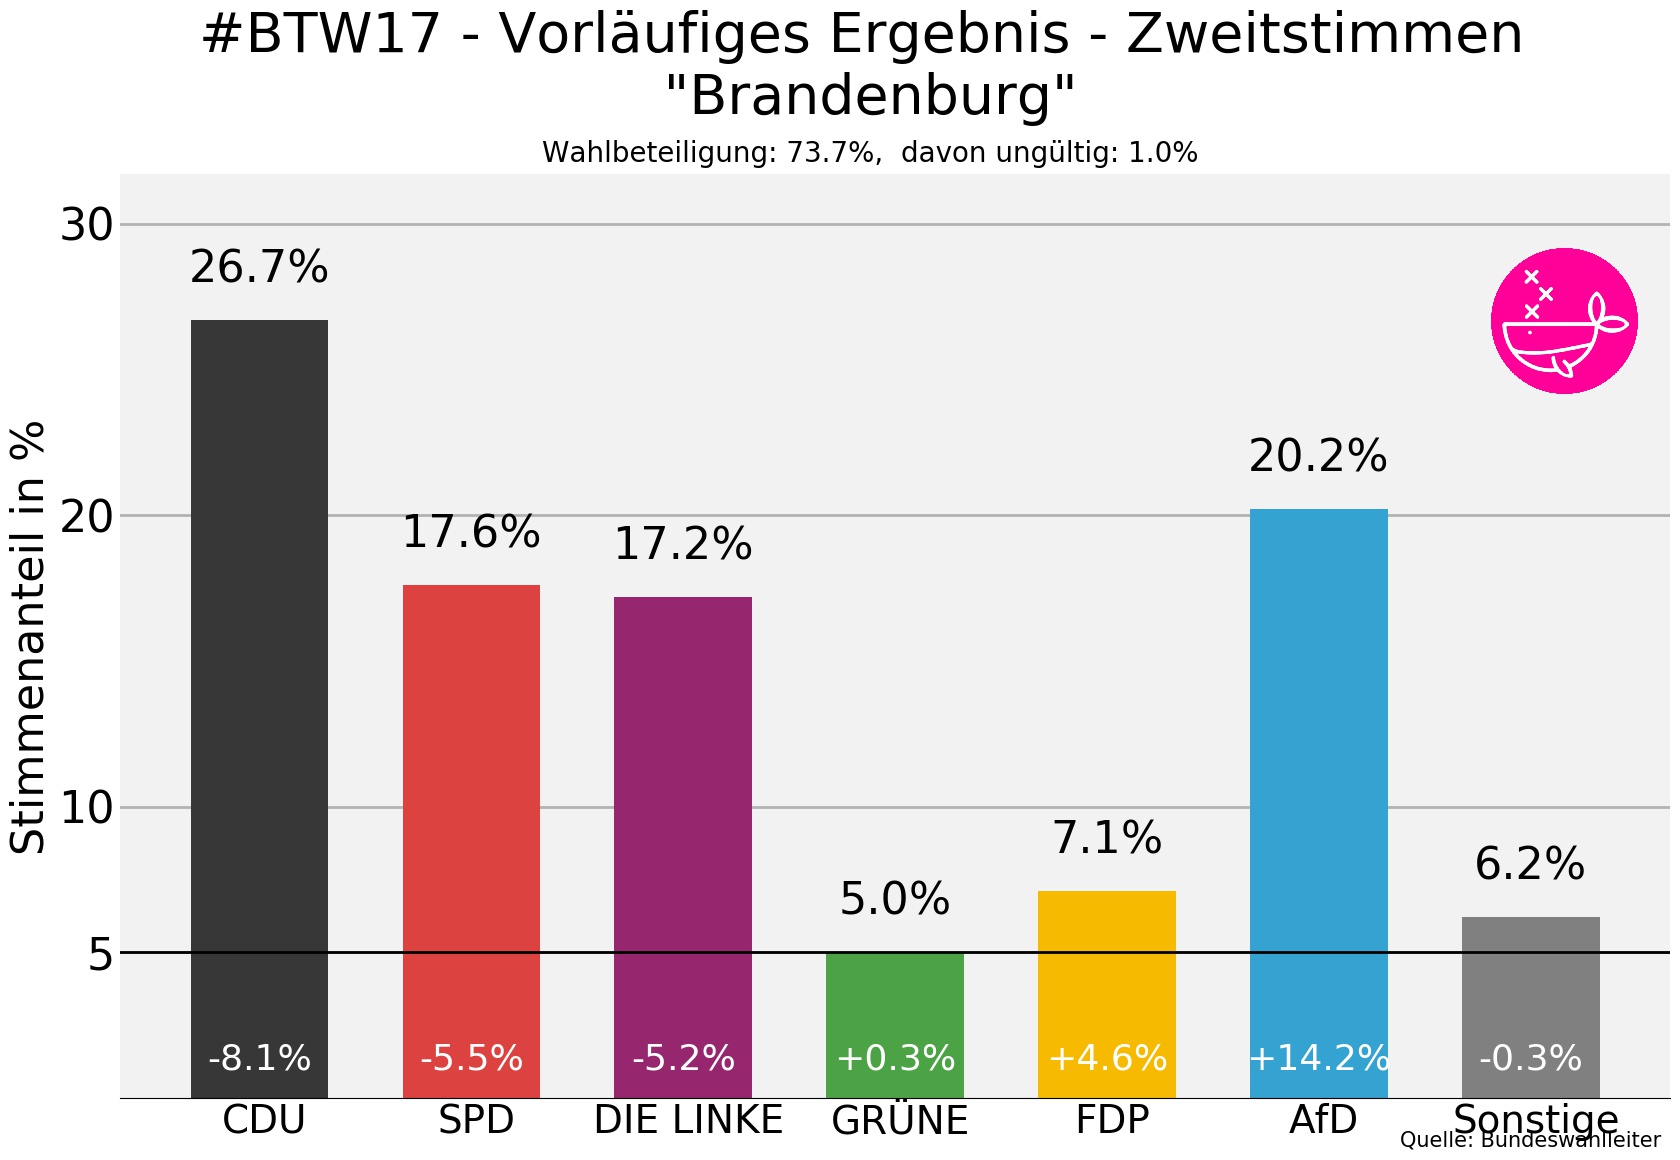 #BTW17 - Vorläufiges Ergebnis - Zweitstimmen
"Brandenburg"
Wahlbeteiligung: 73.7%,  davon ungültig: 1.0%
Stimmenanteil in %
30
20
10
5
26.7%
17.6%
17.2%
5.0%
7.1%
20.2%
6.2%
-8.1%
-5.5%
-5.2%
+0.3%
+4.6%
+14.2%
-0.3%
CDU
SPD
DIE LINKE
GRÜNE
FDP
AfD
Sonstige
Quelle: Bundeswahlleiter